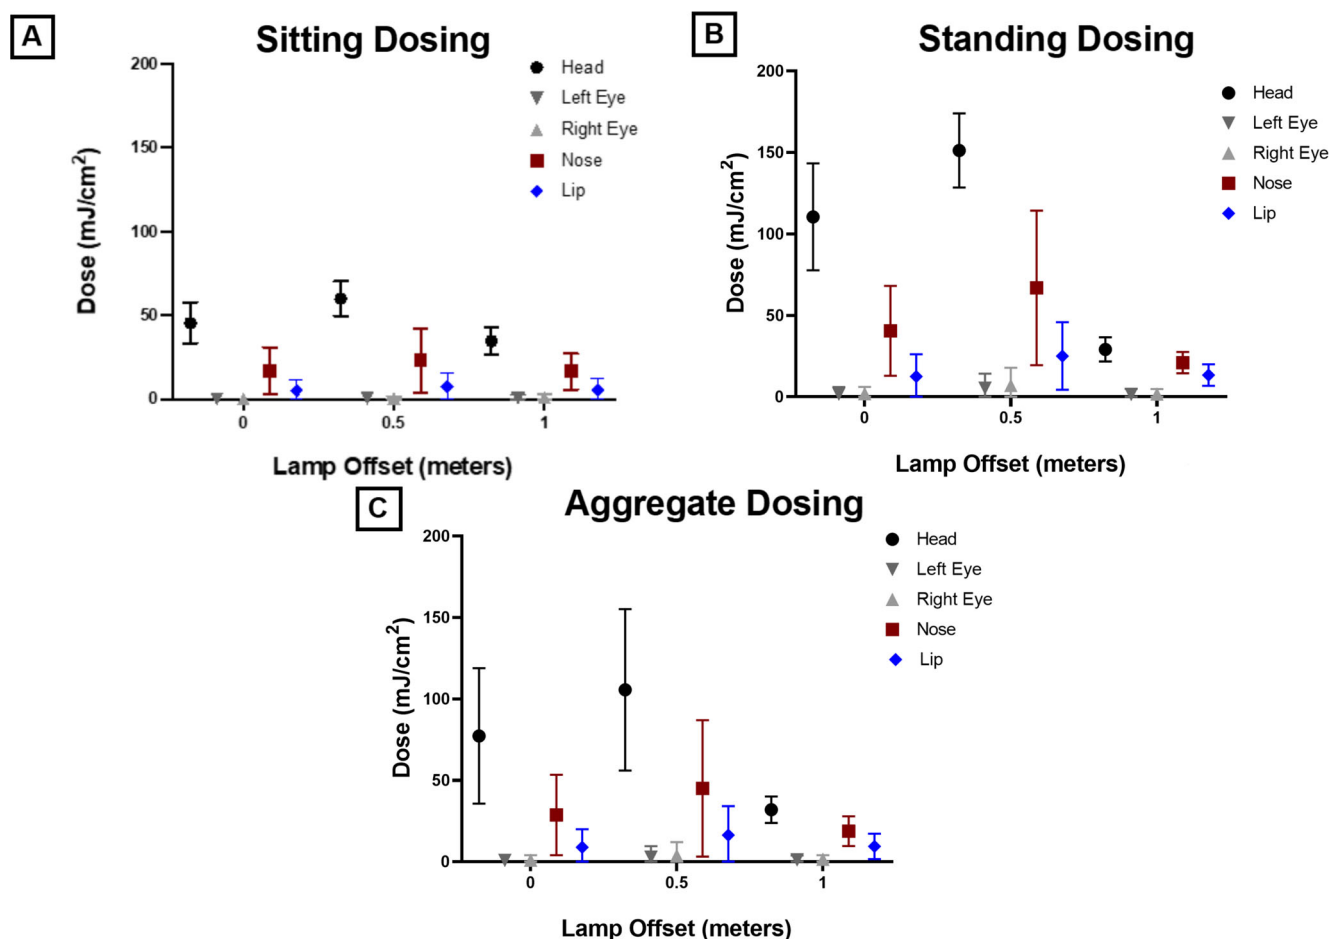 A
Sitting Dosing
200
150
100
50
0
Dose (mJ/cm²)
Head
Left Eye
Right Eye
Nose
Lip
0 0.5 1
Lamp Offset (meters)
B
Standing Dosing
200
150
100
50
0
Dose (mJ/cm²)
Head
Left Eye
Right Eye
Nose
Lip
0 0.5 1
Lamp Offset (meters)
C
Aggregate Dosing
200
150
100
50
0
Dose (mJ/cm²)
Head
Left Eye
Right Eye
Nose
Lip
0 0.5 1
Lamp Offset (meters)